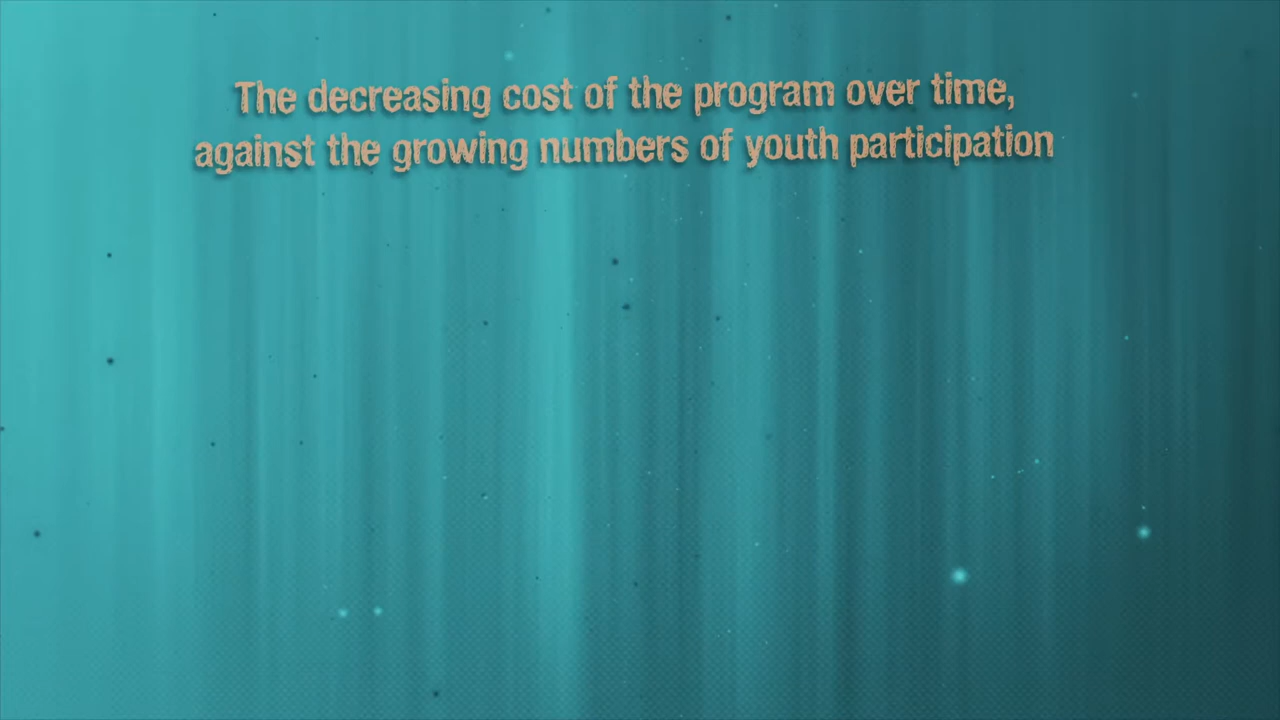 The decreasing cost of the program over time,
against the growing numbers of youth participation